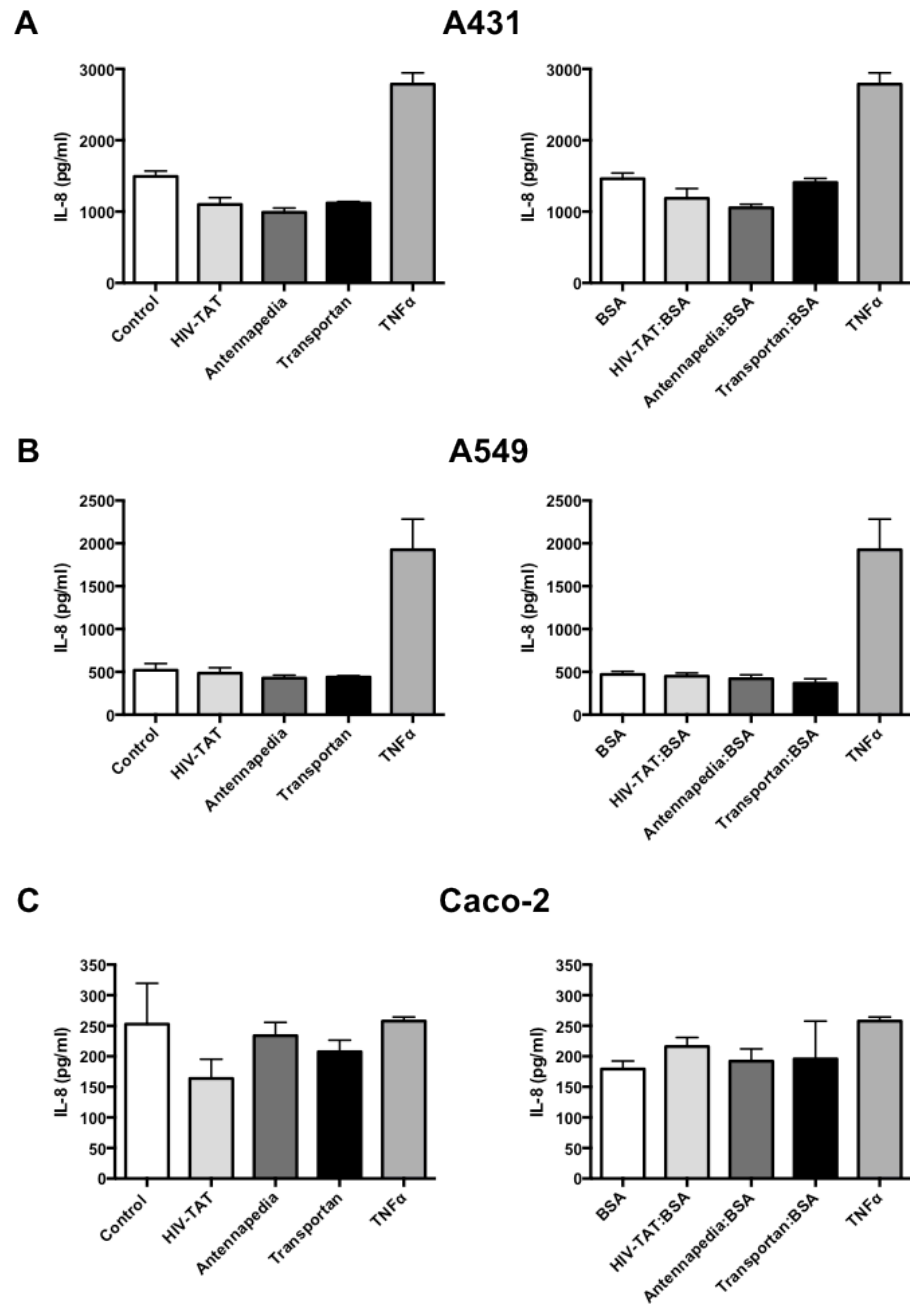 A
A431
IL-8 (pg/ml)
3000
2000
1000
0
Control
HIV-TAT
Antennapedia
Transportan
TNFα
IL-8 (pg/ml)
3000
2000
1000
0
BSA
HIV-TAT:BSA
Antennapedia:BSA
Transportan:BSA
TNFα
B
A549
IL-8 (pg/ml)
2500
2000
1500
1000
500
0
Control
HIV-TAT
Antennapedia
Transportan
TNFα
IL-8 (pg/ml)
2500
2000
1500
1000
500
0
BSA
HIV-TAT:BSA
Antennapedia:BSA
Transportan:BSA
TNFα
C
Caco-2
IL-8 (pg/ml)
350
300
250
200
150
100
50
0
Control
HIV-TAT
Antennapedia
Transportan
TNFα
IL-8 (pg/ml)
350
300
250
200
150
100
50
0
BSA
HIV-TAT:BSA
Antennapedia:BSA
Transportan:BSA
TNFα